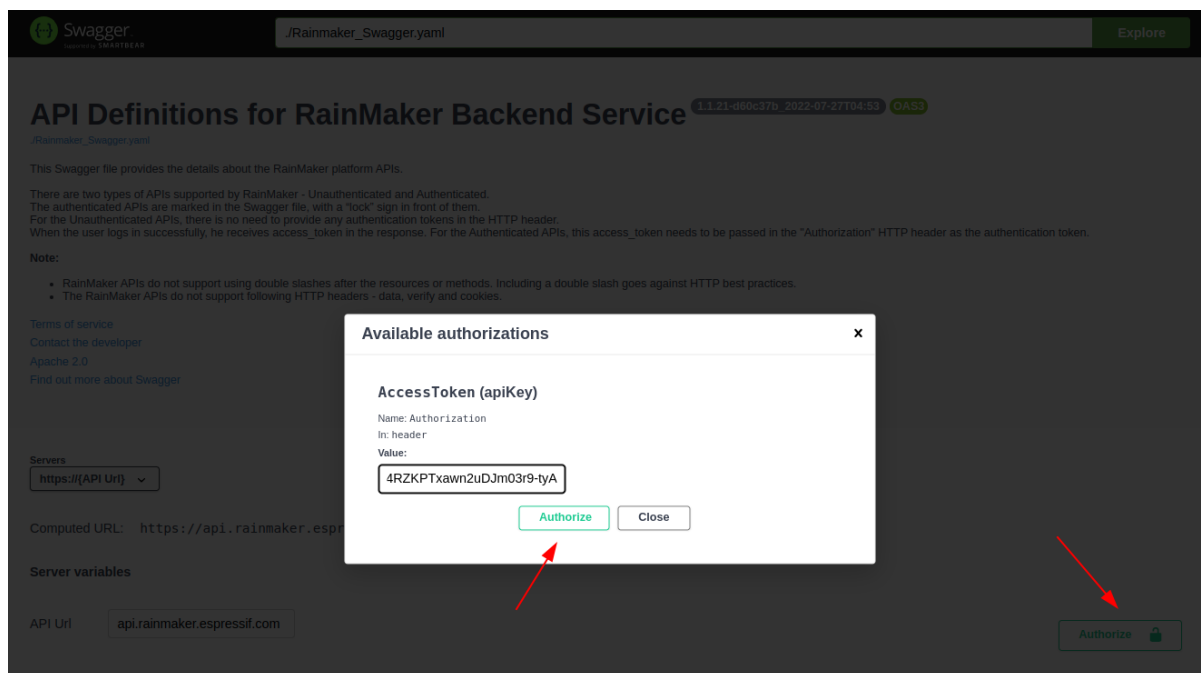 Swagger.
Supported by SMARTBEAR
./Rainmaker_Swagger.yaml
Explore
API Definitions for RainMaker Backend Service
1.1.21-d60c37b_2022-07-27T04:53
OAS3
./Rainmaker_Swagger.yaml
This Swagger file provides the details about the RainMaker platform APIs.
There are two types of APIs supported by RainMaker - Unauthenticated and Authenticated.
The authenticated APIs are marked in the Swagger file, with a "lock" sign in front of them.
For the Unauthenticated APIs, there is no need to provide any authentication tokens in the HTTP header.
When the user logs in successfully, he receives access_token in the response. For the Authenticated APIs, this access_token needs to be passed in the "Authorization" HTTP header as the authentication token.
Note:
RainMaker APIs do not support using double slashes after the resources or methods. Including a double slash goes against HTTP best practices.
The RainMaker APIs do not support following HTTP headers - data, verify and cookies.
Terms of service
Contact the developer
Apache 2.0
Find out more about Swagger
Available authorizations
×
AccessToken (apiKey)
Name: Authorization
In: header
Value:
4RZKPTxawn2uDJm03r9-tyA
Authorize
Close
Servers
https://{API Url}
Computed URL: https://api.rainmaker.espr
Server variables
API Url
api.rainmaker.espressif.com
Authorize